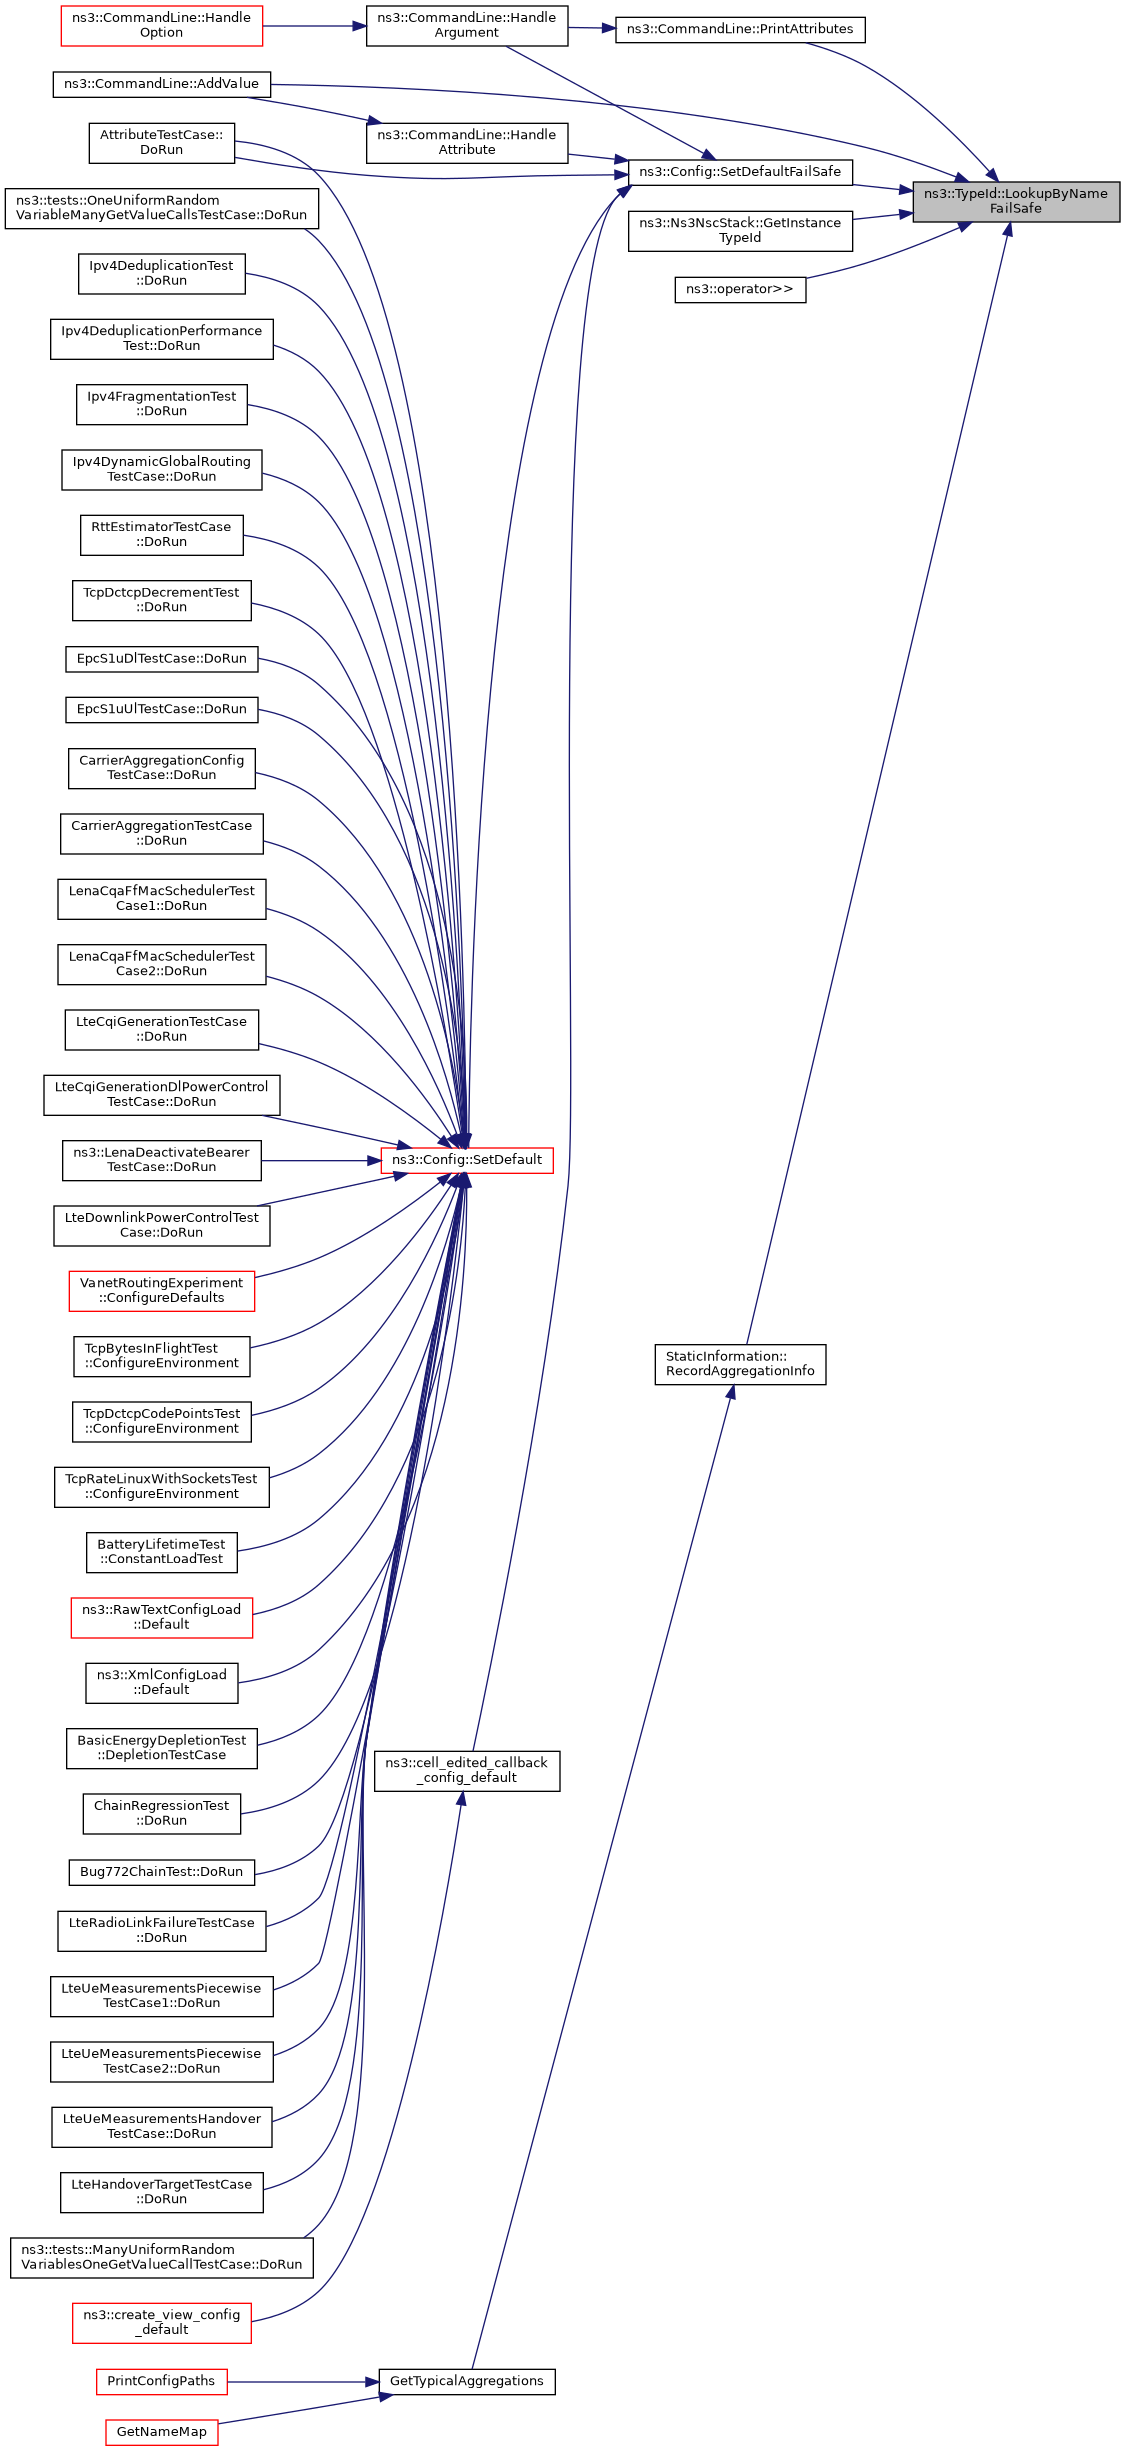 ns3::CommandLine::Handle
Option
ns3::CommandLine::Handle
Argument
ns3::CommandLine::PrintAttributes
ns3::CommandLine::AddValue
AttributeTestCase::
DoRun
ns3::CommandLine::Handle
Attribute
ns3::Config::SetDefaultFailSafe
ns3::TypeId::LookupByName
FailSafe
ns3::tests::OneUniformRandom
VariableManyGetValueCallsTestCase::DoRun
ns3::Ns3NscStack::GetInstance
TypeId
ns3::operator>>
Ipv4DeduplicationTest
::DoRun
Ipv4DeduplicationPerformance
Test::DoRun
Ipv4FragmentationTest
::DoRun
Ipv4DynamicGlobalRouting
TestCase::DoRun
RttEstimatorTestCase
::DoRun
TcpDctcpDecrementTest
::DoRun
EpcS1uDlTestCase::DoRun
EpcS1uUlTestCase::DoRun
CarrierAggregationConfig
TestCase::DoRun
CarrierAggregationTestCase
::DoRun
LenaCqaFfMacSchedulerTest
Case1::DoRun
LenaCqaFfMacSchedulerTest
Case2::DoRun
LteCqiGenerationTestCase
::DoRun
LteCqiGenerationDlPowerControl
TestCase::DoRun
ns3::LenaDeactivateBearer
TestCase::DoRun
ns3::Config::SetDefault
LteDownlinkPowerControlTest
Case::DoRun
VanetRoutingExperiment
::ConfigureDefaults
TcpBytesInFlightTest
::ConfigureEnvironment
StaticInformation::
RecordAggregationInfo
TcpDctcpCodePointsTest
::ConfigureEnvironment
TcpRateLinuxWithSocketsTest
::ConfigureEnvironment
BatteryLifetimeTest
::ConstantLoadTest
ns3::RawTextConfigLoad
::Default
ns3::XmlConfigLoad
::Default
BasicEnergyDepletionTest
::DepletionTestCase
ns3::cell_edited_callback
_config_default
ChainRegressionTest
::DoRun
Bug772ChainTest::DoRun
LteRadioLinkFailureTestCase
::DoRun
LteUeMeasurementsPiecewise
TestCase1::DoRun
LteUeMeasurementsPiecewise
TestCase2::DoRun
LteUeMeasurementsHandover
TestCase::DoRun
LteHandoverTargetTestCase
::DoRun
ns3::tests::ManyUniformRandom
VariablesOneGetValueCallTestCase::DoRun
ns3::create_view_config
_default
PrintConfigPaths
GetTypicalAggregations
GetNameMap